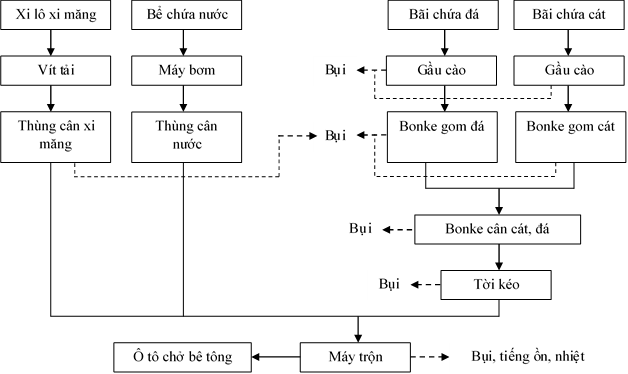 Xi lô xi măng
Bể chứa nước
Bãi chứa đá
Bãi chứa cát
Vít tải
Máy bơm
Bụi
Gầu cào
Gầu cào
Thùng cân xi
măng
Thùng cân
nước
Bụi
Bonke gom đá
Bonke gom cát
Bụi
Bonke cân cát, đá
Bụi
Tời kéo
Ô tô chở bê tông
Máy trộn
Bụi, tiếng ồn, nhiệt